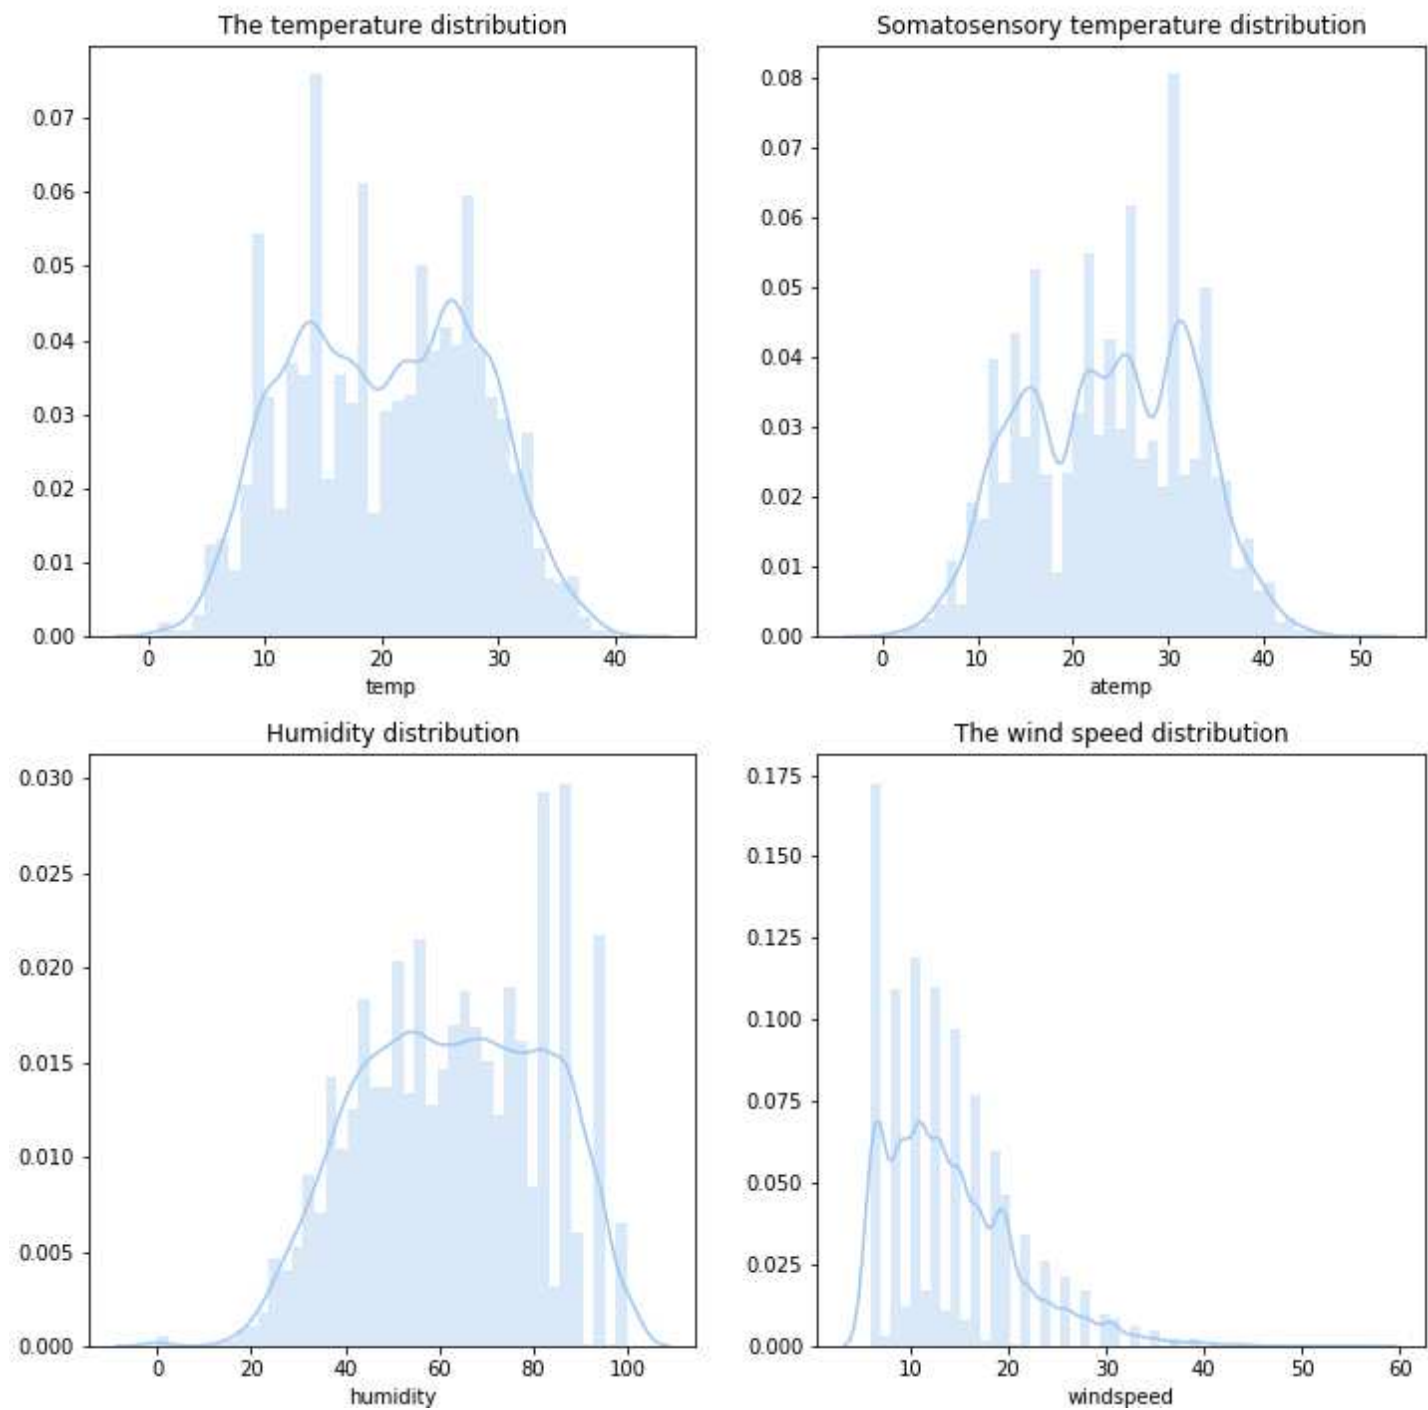 The temperature distribution
0.07
0.06
0.05
0.04
0.03
0.02
0.01
0.00
0 10 20 30 40
temp
Somatosensory temperature distribution
0.08
0.07
0.06
0.05
0.04
0.03
0.02
0.01
0.00
0 10 20 30 40 50
atemp
Humidity distribution
0.030
0.025
0.020
0.015
0.010
0.005
0.000
0 20 40 60 80 100
humidity
The wind speed distribution
0.175
0.150
0.125
0.100
0.075
0.050
0.025
0.000
10 20 30 40 50 60
windspeed